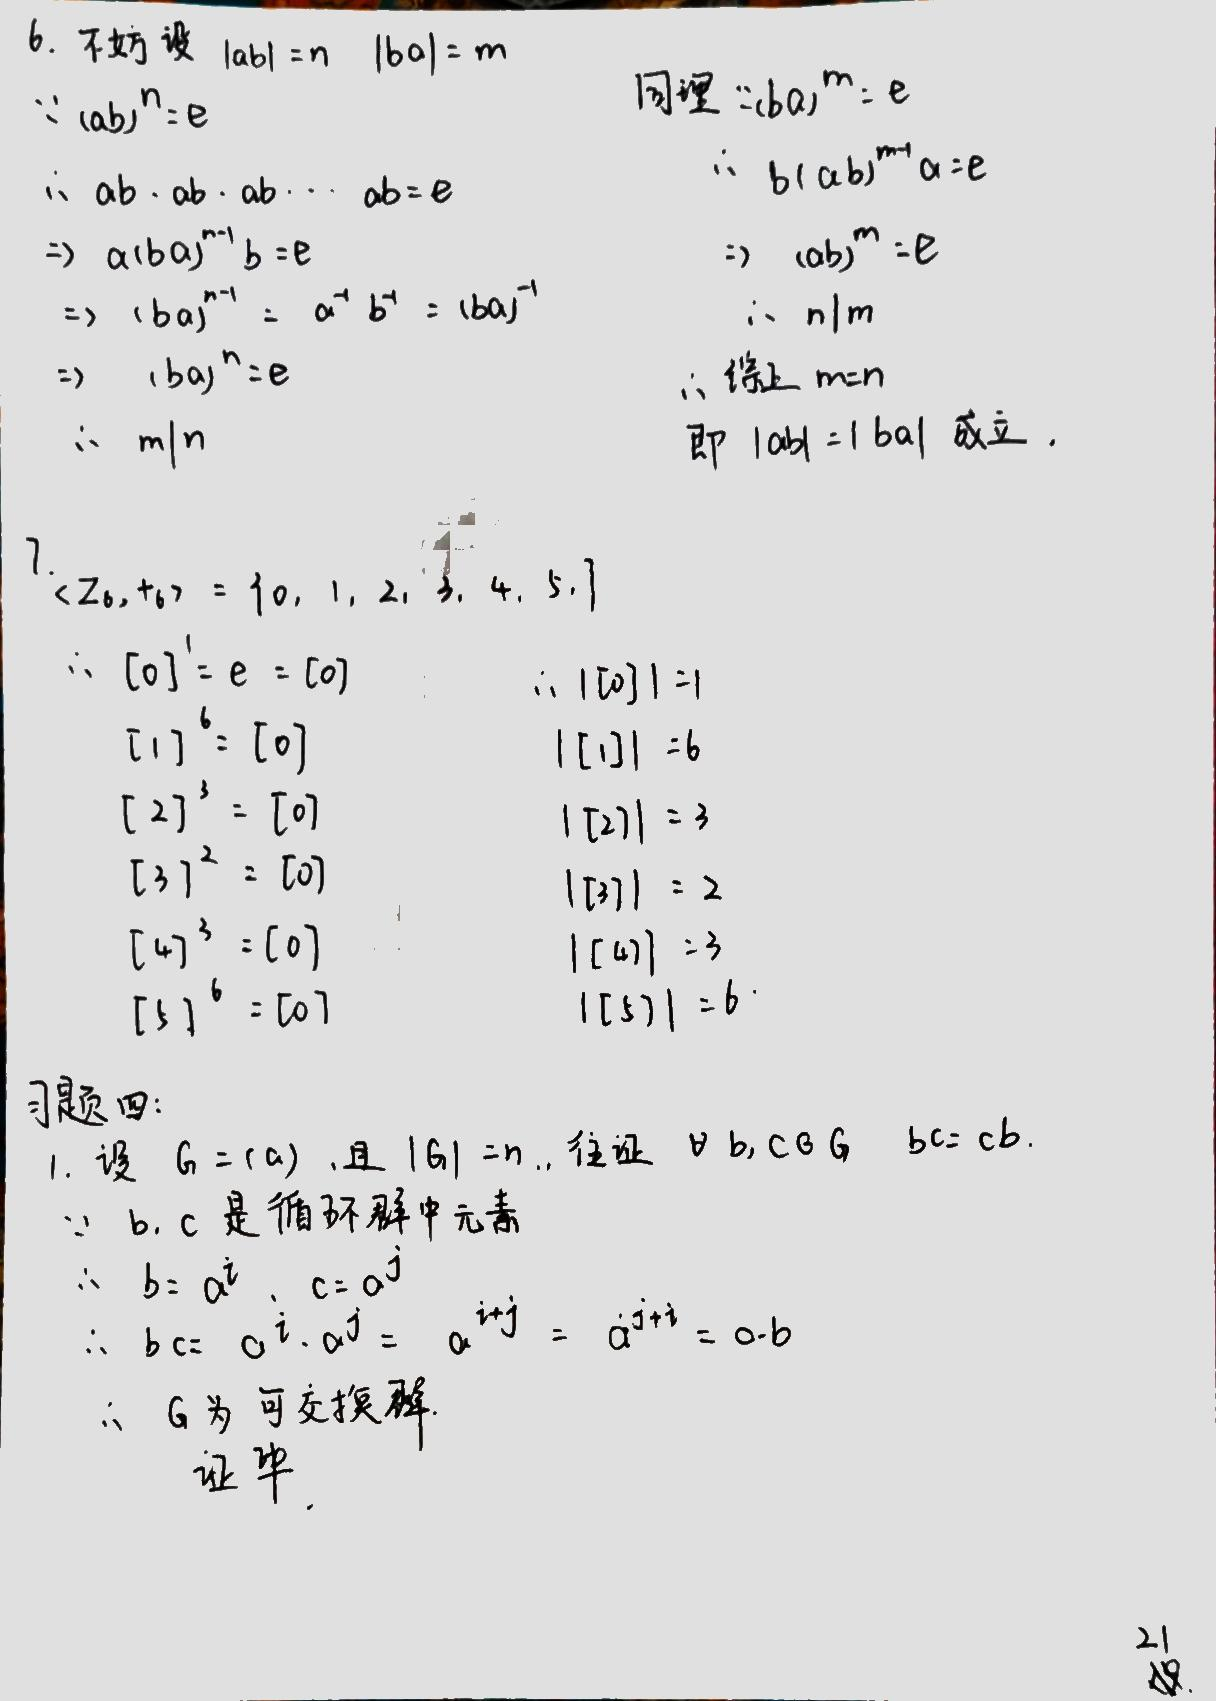 6. 不妨设 |ab|=n |ba|=m
∵ (ab)^n=e
∴ ab·ab·ab··· ab=e
=> a(ba)^{n-1} b=e
=> (ba)^{n-1} = a^{-1} b^{-1} = (ba)^{-1}
=> (ba)^n=e
∴ m|n
同理 ∵(ba)^m=e
∴ b(ab)^{m-1} a=e
=> (ab)^m=e
∴ n|m
∴ 综上 m=n
即 |ab|=|ba| 成立.
7.
<Z₆,+₆> = {0, 1, 2, 3, 4, 5,}
∴ [0]^1= e = [0]
[1]^6= [0]
[2]^3 = [0]
[3]^2 = [0]
[4]^3 =[0]
[5]^6 =[0]
∴ |[0]|=1
|[1]| =6
|[2]| =3
|[3]| = 2
|[4]| =3
|[5]| =6.
习题四:
1. 设 G=(a),且 |G|=n., 往证 ∀ b,c∈G bc=cb.
∵ b, c 是循环群中元素
∴ b= a^i、c=a^j
∴ bc= a^i·a^j= a^{i+j} = a^{j+i} = a·b
∴ G为 可交换群.
证毕.
21